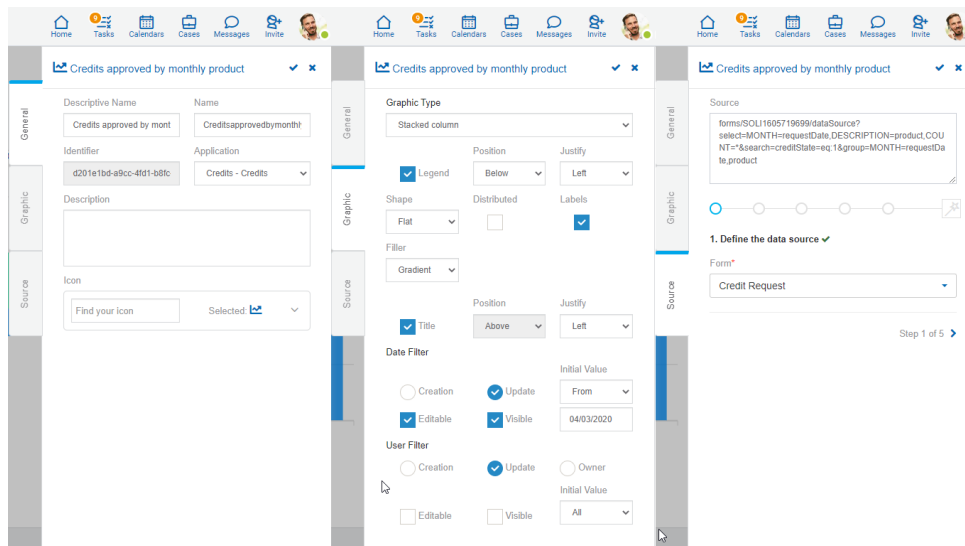 Home
9
Tasks
Calendars
Cases
Messages
Invite
Credits approved by monthly product
General
Graphic
Source
Descriptive Name
Name
Credits approved by mont
Creditsapprovedbymonthl
Identifier
Application
d201e1bd-a9cc-4fd1-b8fc
Credits - Credits
Description
Icon
Find your icon
Selected:
Home
9
Tasks
Calendars
Cases
Messages
Invite
Credits approved by monthly product
General
Graphic
Source
Graphic Type
Stacked column
Position
Justify
Legend
Below
Left
Shape
Distributed
Labels
Flat
Filler
Gradient
Position
Justify
Title
Above
Left
Date Filter
Initial Value
Creation
Update
From
Editable
Visible
04/03/2020
User Filter
Creation
Update
Owner
Initial Value
Editable
Visible
All
Home
9
Tasks
Calendars
Cases
Messages
Invite
Credits approved by monthly product
General
Graphic
Source
Source
forms/SOLI1605719699/dataSource?
select=MONTH=requestDate,DESCRIPTION=product,COU
NT=*&search=creditState=eq:1&group=MONTH=requestDa
te,product
1. Define the data source
Form*
Credit Request
Step 1 of 5